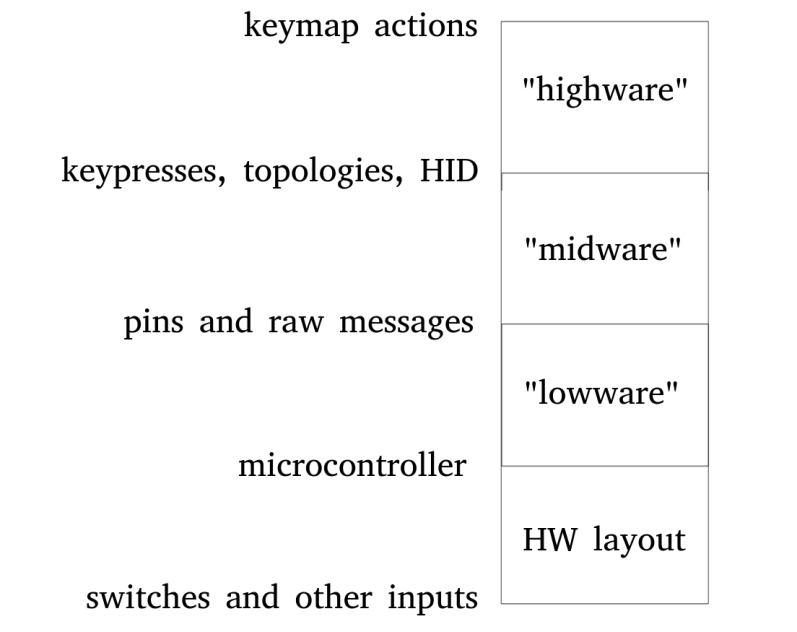 keymap actions
"highware"
keypresses, topologies, HID
"midware"
pins and raw messages
"lowware"
microcontroller
HW layout
switches and other inputs